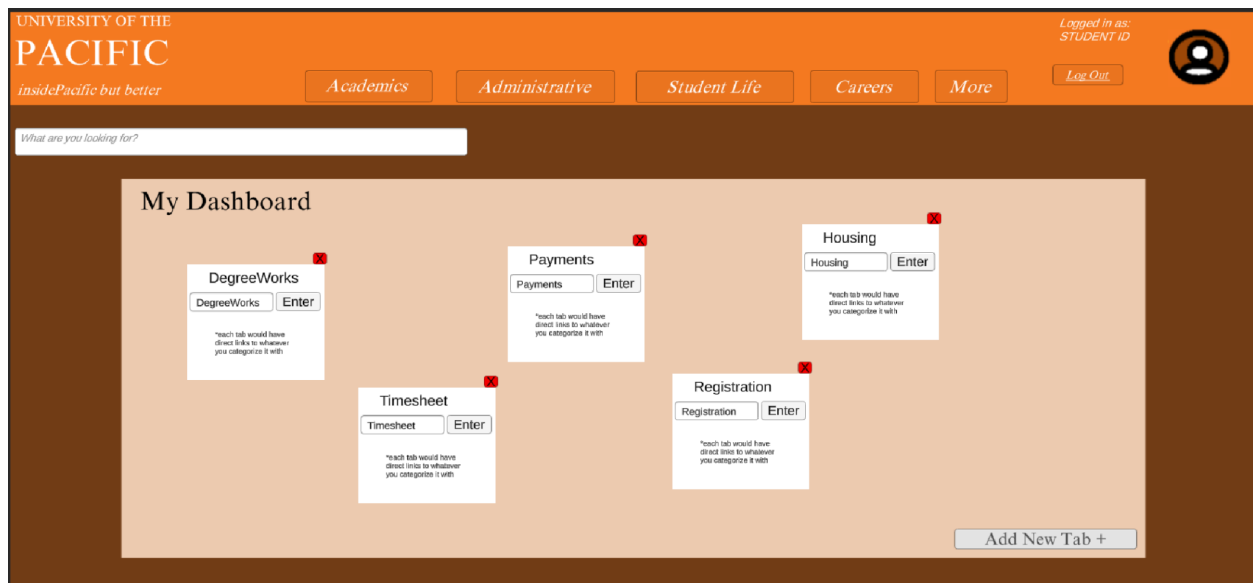 UNIVERSITY OF THE
PACIFIC
insidePacific but better
Academics
Administrative
Student Life
Careers
More
Logged in as:
STUDENT ID
Log Out
What are you looking for?
My Dashboard
X
DegreeWorks
DegreeWorks
Enter
*each tab would have
direct links to whatever
you categorize it with
X
Payments
Payments
Enter
*each tab would have
direct links to whatever
you categorize it with
X
Housing
Housing
Enter
*each tab would have
direct links to whatever
you categorize it with
X
Timesheet
Timesheet
Enter
*each tab would have
direct links to whatever
you categorize it with
X
Registration
Registration
Enter
*each tab would have
direct links to whatever
you categorize it with
Add New Tab +